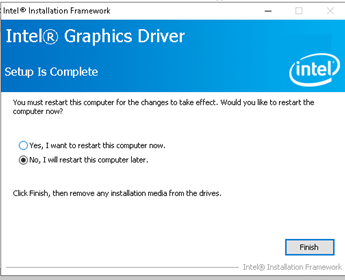 Intel® Installation Framework
Intel® Graphics Driver
Setup Is Complete
intel
You must restart this computer for the changes to take effect. Would you like to restart the
computer now?
Yes, I want to restart this computer now.
No, I will restart this computer later.
Click Finish, then remove any installation media from the drives.
Finish
Intel® Installation Framework